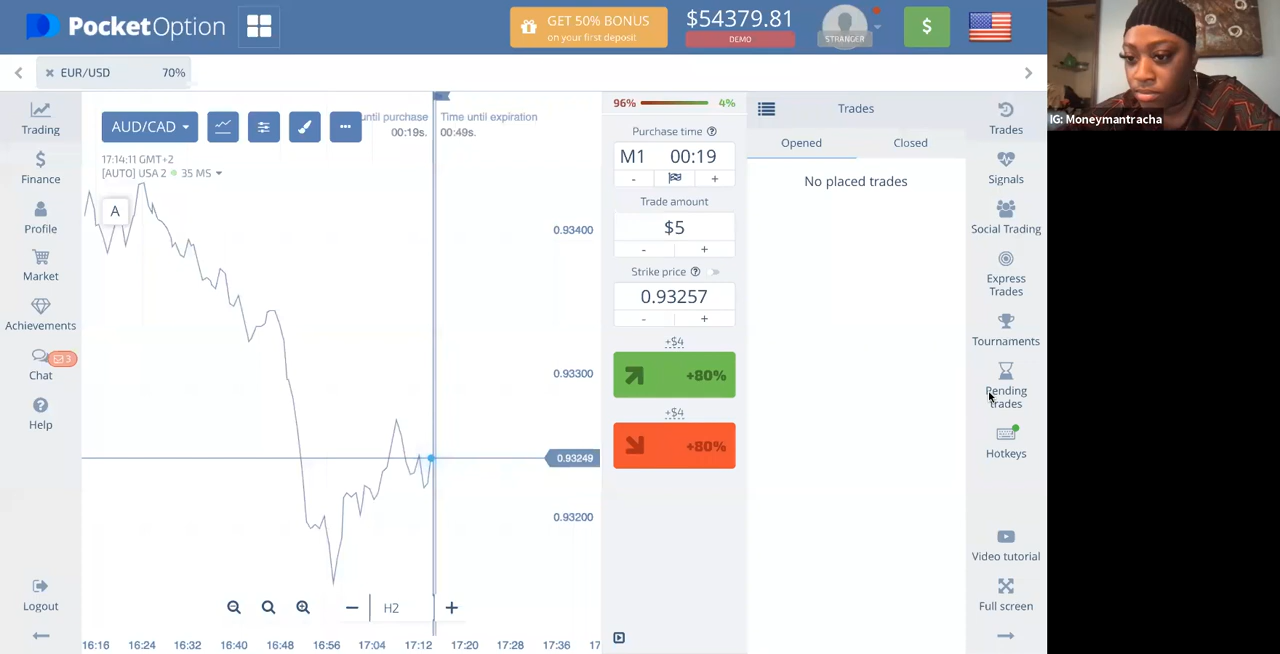 PocketOption
GET 50% BONUS
on your first deposit
$54379.81
DEMO
STRANGER
$
EUR/USD 70%
Trading
Finance
Profile
Market
Achievements
Chat
3
Help
Logout
AUD/CAD
until purchase
00:19s.
Time until expiration
00:49s.
17:14:11 GMT+2
[AUTO] USA 2 35 MS
A
0.93400
0.93300
0.93249
0.93200
H2
16:16 16:24 16:32 16:40 16:48 16:56 17:04 17:12 17:20 17:28 17:36 17
96% 4%
Purchase time
M1 00:19
- +
Trade amount
$5
- +
Strike price
0.93257
- +
+$4
+80%
+$4
+80%
Trades
Opened Closed
No placed trades
Trades
Signals
Social Trading
Express
Trades
Tournaments
Pending
trades
Hotkeys
Video tutorial
Full screen
IG: Moneymantracha